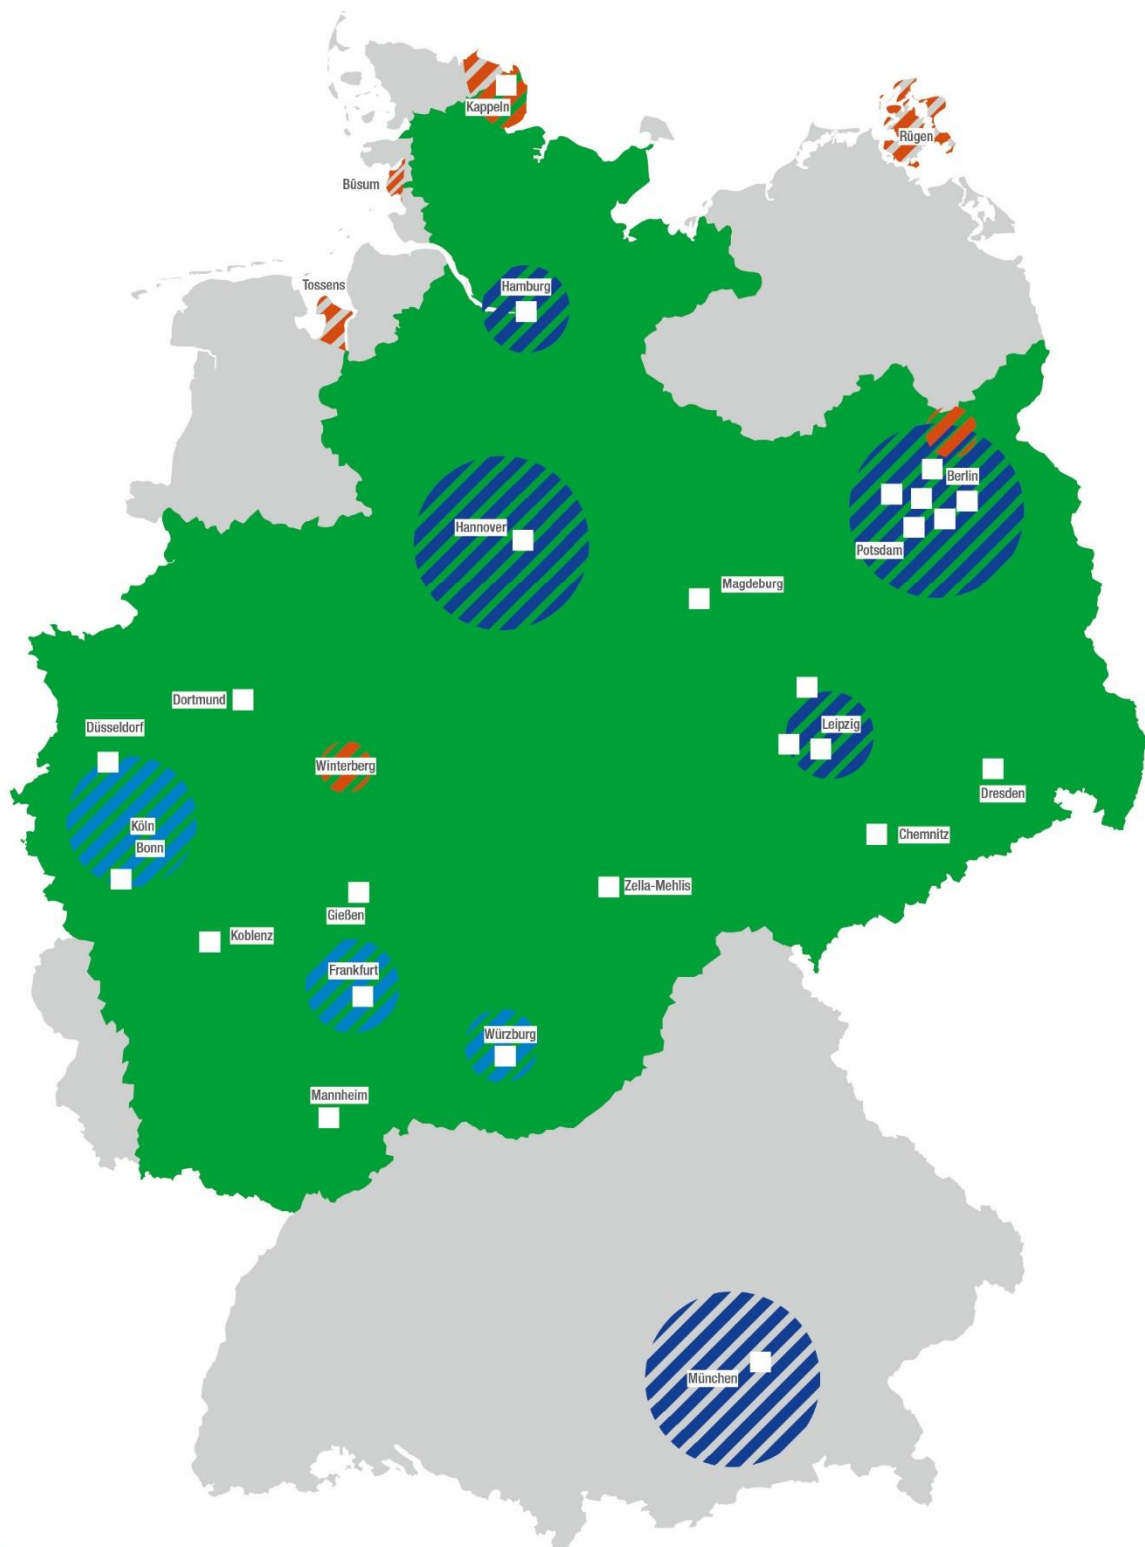 Kappeln
Rügen
Büsum
Tossens
Hamburg
Berlin
Hannover
Potsdam
Magdeburg
Dortmund
Düsseldorf
Leipzig
Winterberg
Dresden
Köln
Chemnitz
Bonn
Zella-Mehlis
Gießen
Koblenz
Frankfurt
Würzburg
Mannheim
München